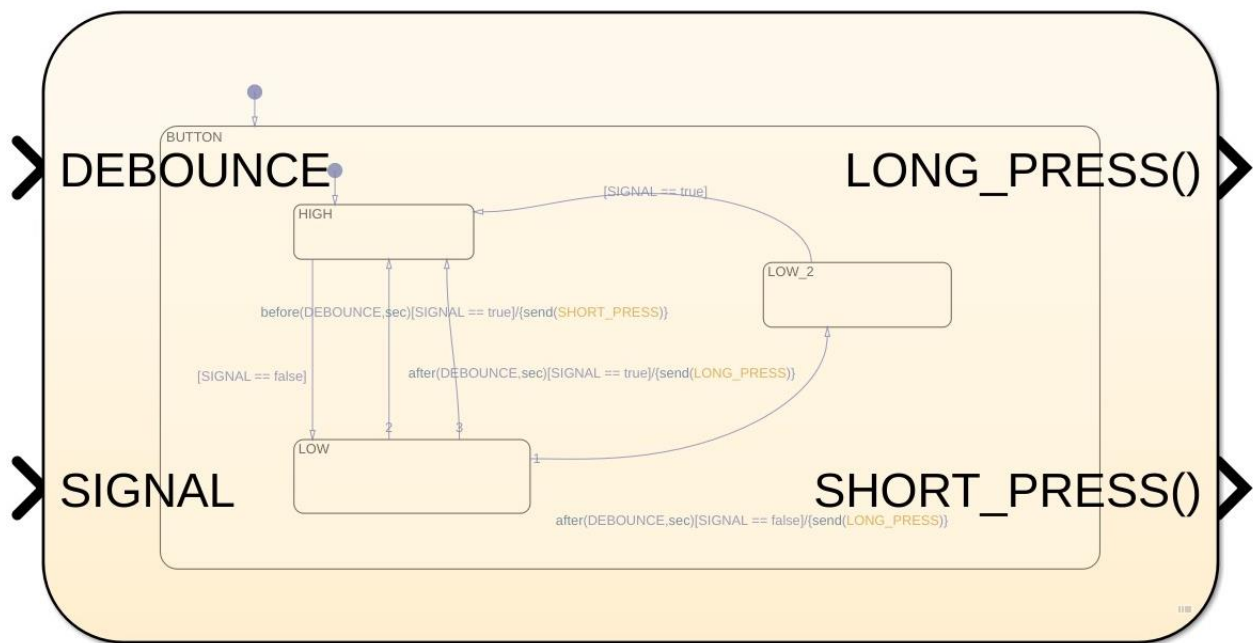 BUTTON
DEBOUNCE
LONG_PRESS()
[SIGNAL == true]
HIGH
LOW_2
before(DEBOUNCE,sec)[SIGNAL == true]/{send(SHORT_PRESS)}
[SIGNAL == false]
after(DEBOUNCE,sec)[SIGNAL == true]/{send(LONG_PRESS)}
2
3
LOW
1
SIGNAL
SHORT_PRESS()
after(DEBOUNCE,sec)[SIGNAL == false]/{send(LONG_PRESS)}